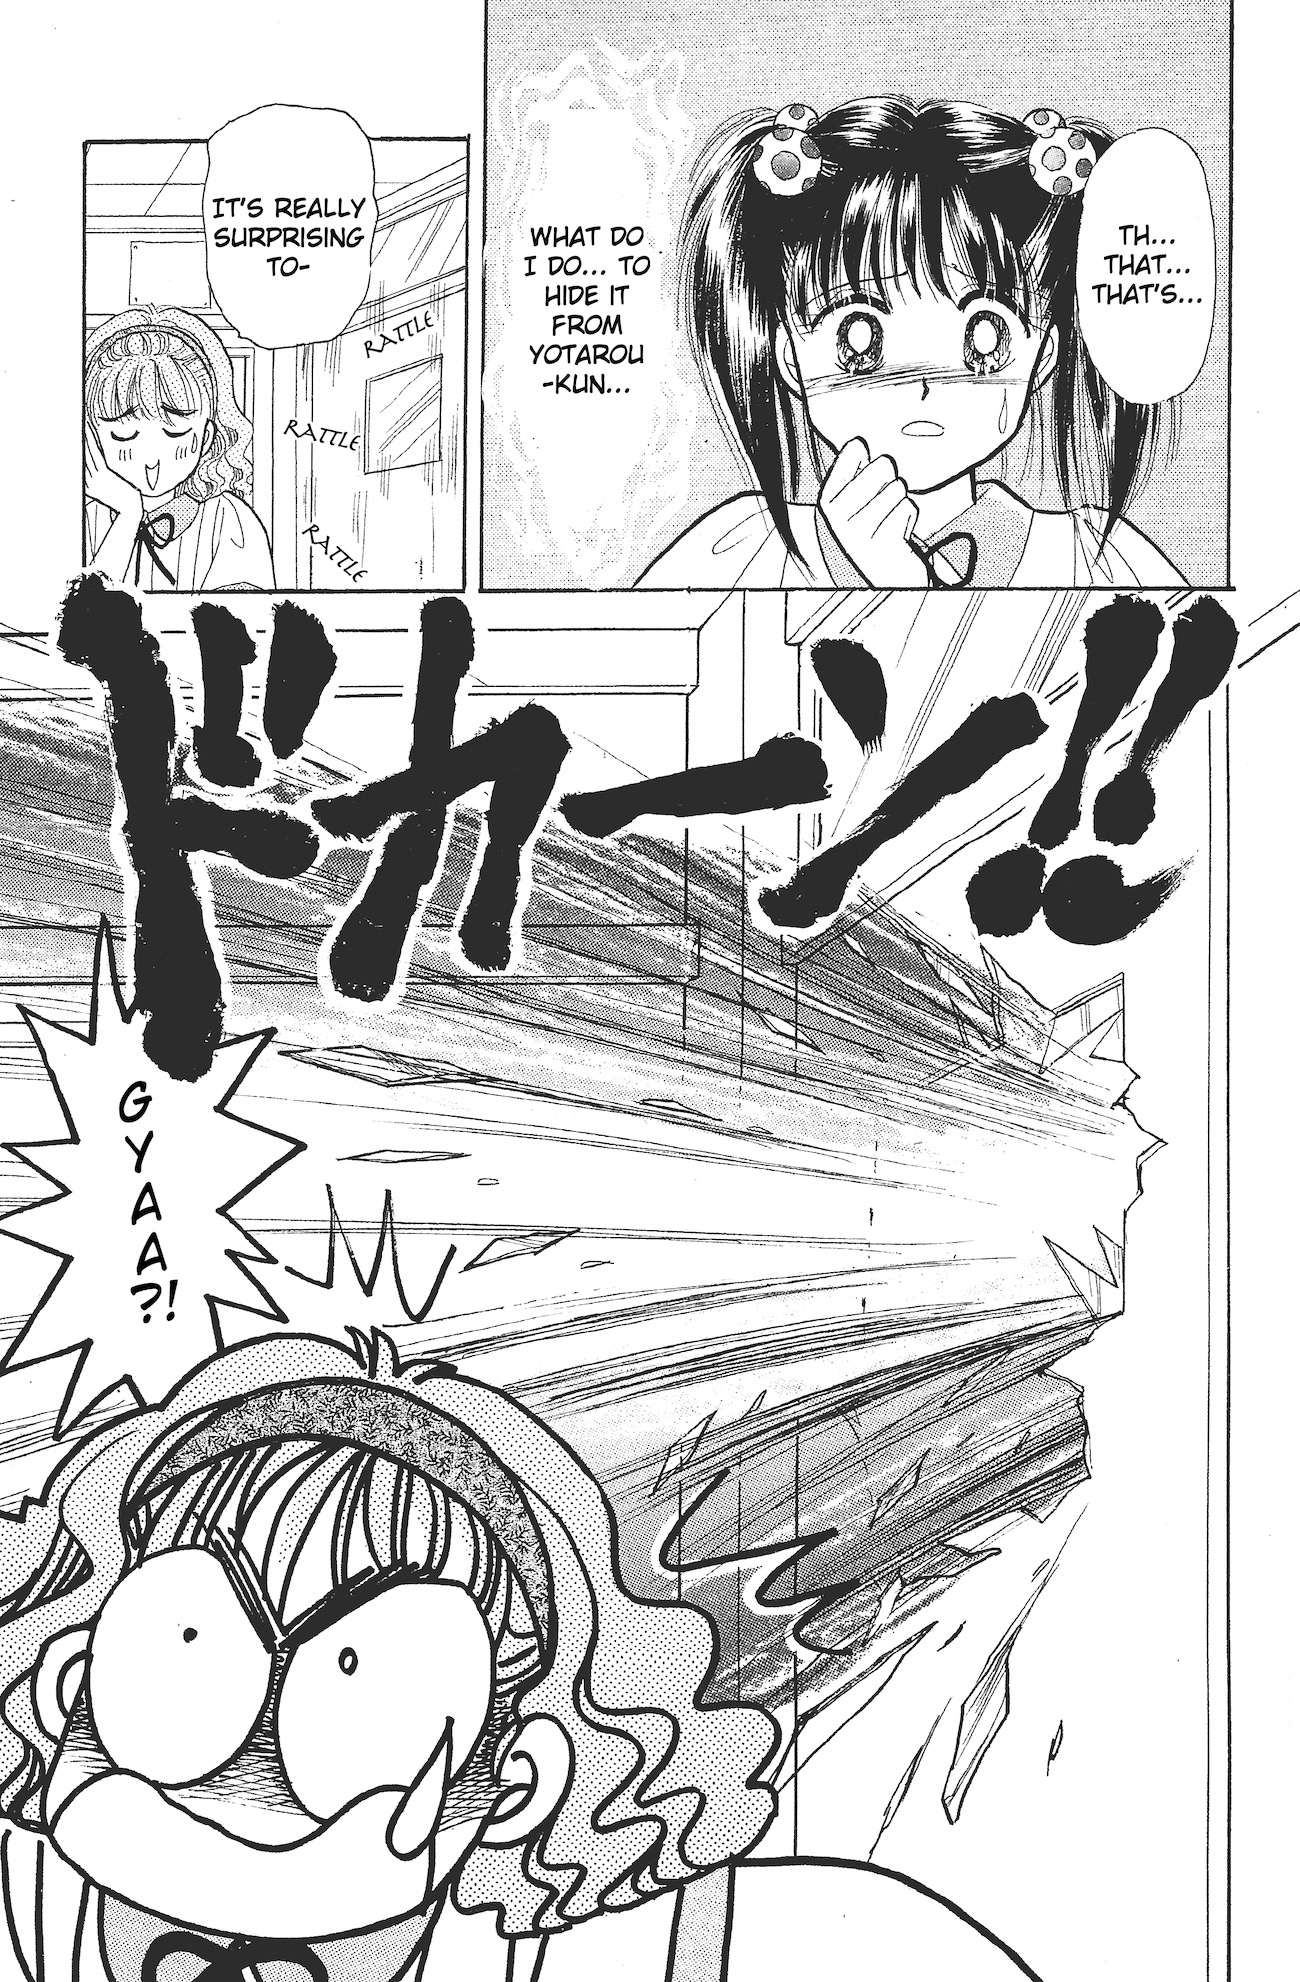 TH...
THAT...
THAT'S...
WHAT DO
I DO... TO
HIDE IT
FROM
YOTAROU
-KUN...
IT'S REALLY
SURPRISING
TO-
RATTLE
RATTLE
RATTLE
ドカーン!!
GYAA?!